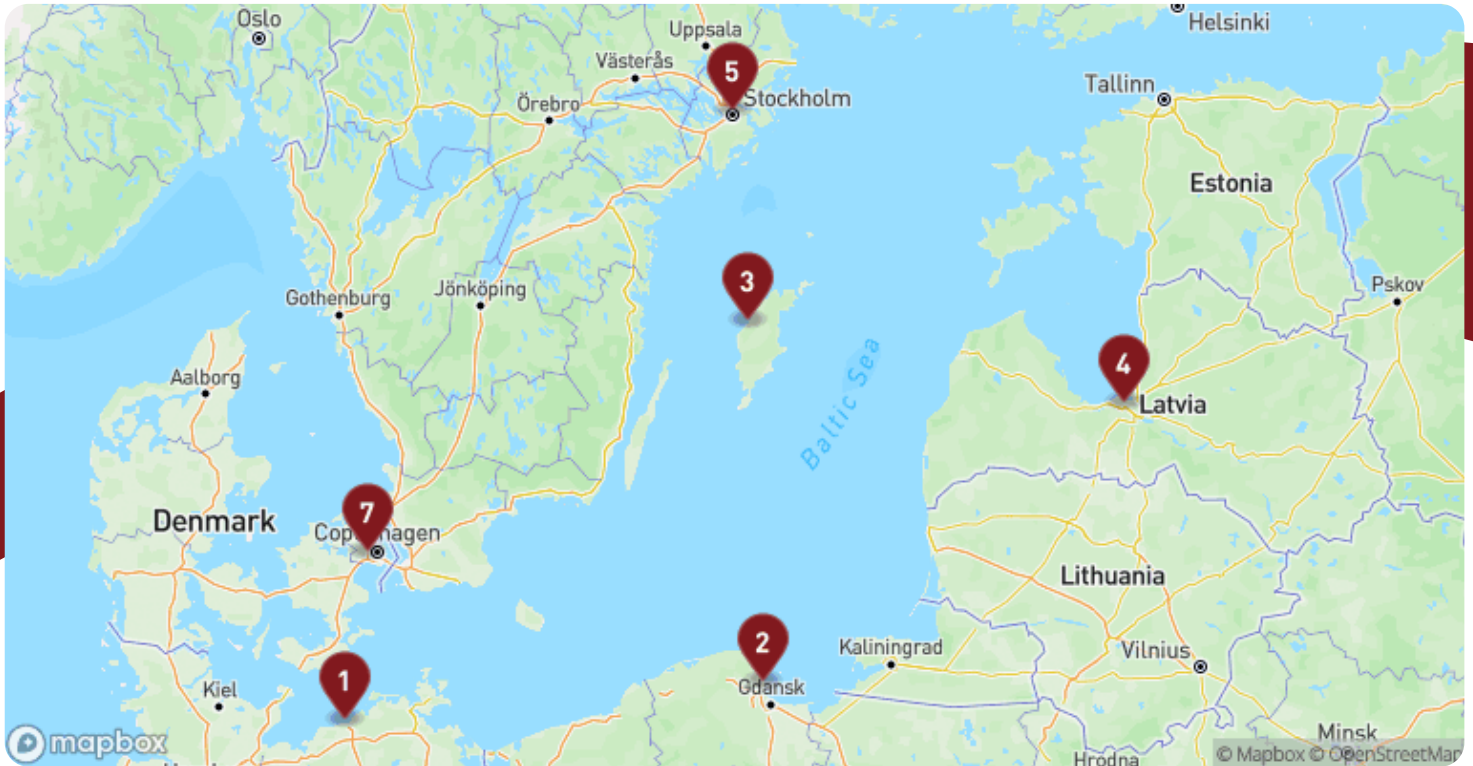 Oslo
Helsinki
Uppsala
Västerås
5
Stockholm
Tallinn
Örebro
Estonia
3
Pskov
Gothenburg
Jönköping
4
Aalborg
Latvia
Baltic Sea
7
Denmark
Copenhagen
Lithuania
2
Kaliningrad
Vilnius
1
Kiel
Gdansk
mapbox
Minsk
© Mapbox © OpenStreetMap
Hrodna